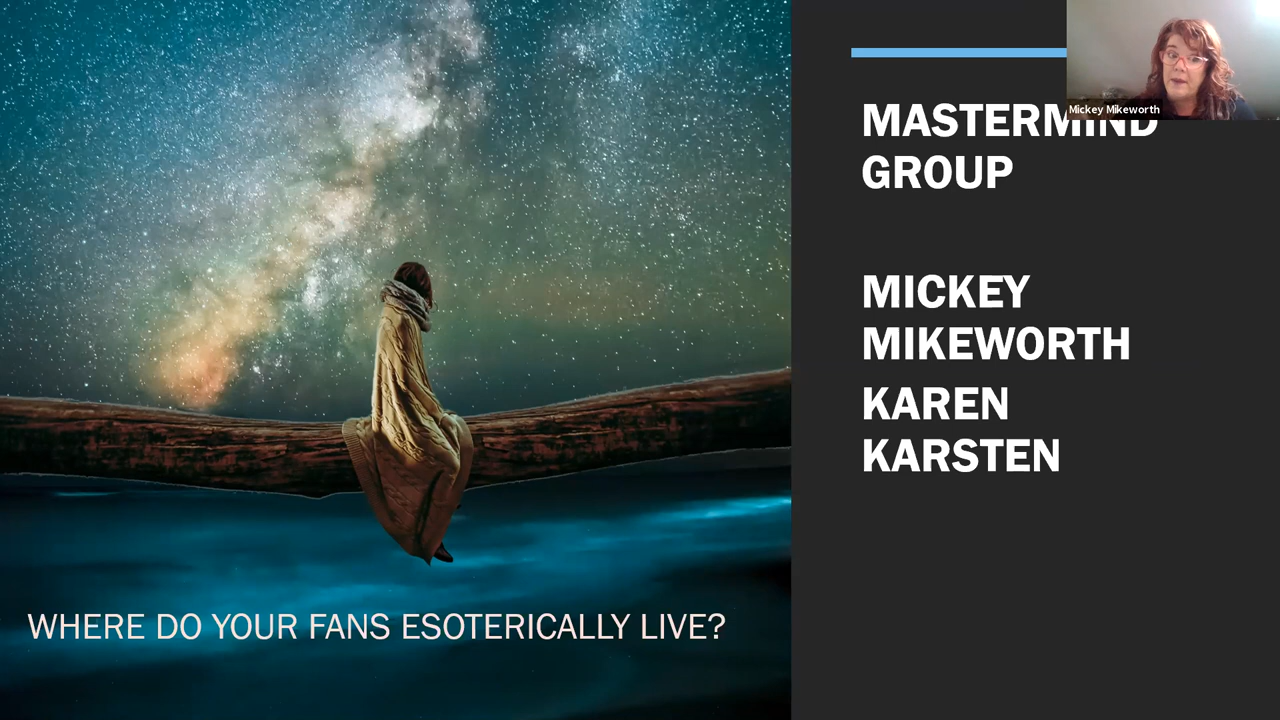 MASTERMIND
GROUP
MICKEY
MIKEWORTH
KAREN
KARSTEN
WHERE DO YOUR FANS ESOTERICALLY LIVE?
Mickey Mikeworth